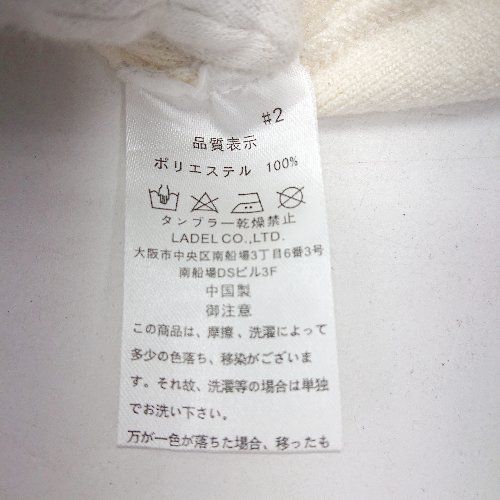 #2
品質表示
ポリエステル 100%
タンブラー乾燥禁止
LADEL CO.,LTD.
大阪市中央区南船場3丁目6番3号
南船場DSビル3F
中国製
御注意
この商品は、摩擦、洗濯によって
多少の色落ち、移染がございま
す。それ故、洗濯等の場合は単独
でお洗い下さい。
万が一色が落ちた場合、移ったも